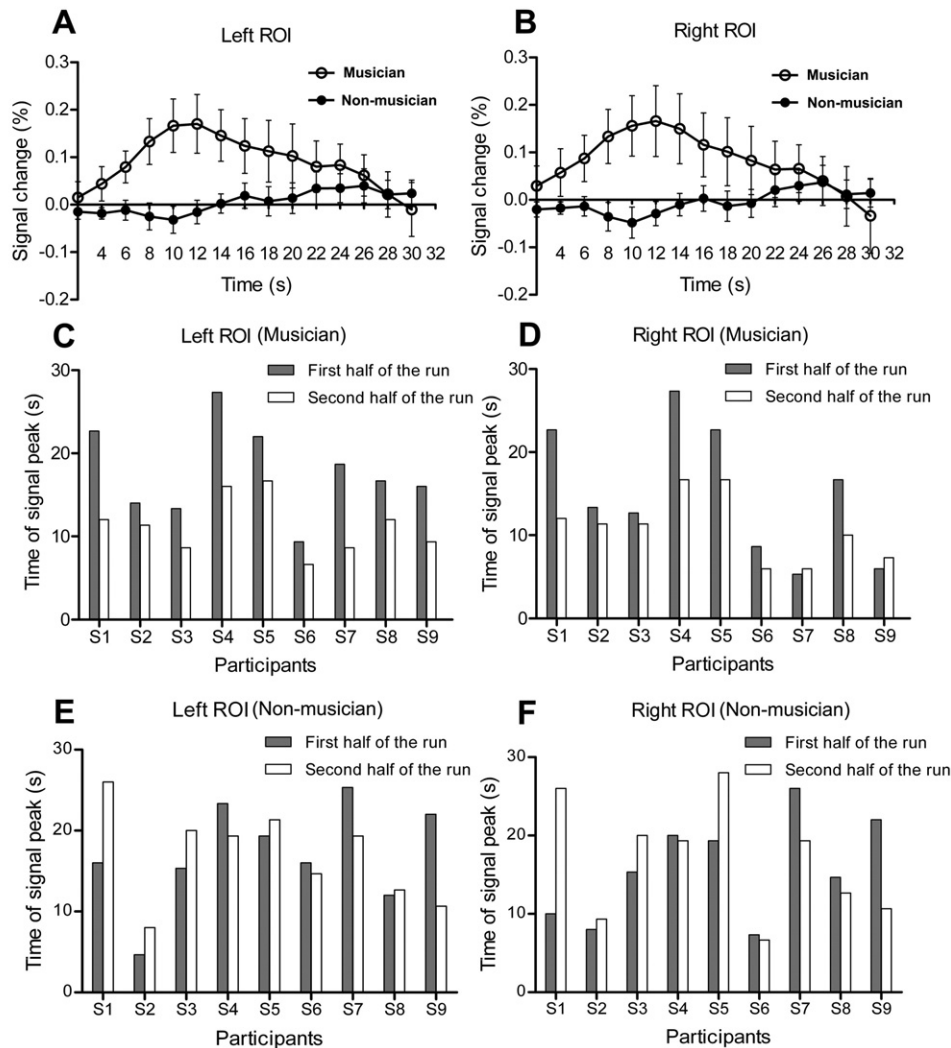 A
Left ROI
Musician
Non-musician
Signal change (%)
0.3
0.2
0.1
0.0
-0.1
-0.2
4 6 8 10 12 14 16 18 20 22 24 26 28 30 32
Time (s)
B
Right ROI
Musician
Non-musician
Signal change (%)
0.3
0.2
0.1
0.0
-0.1
0.2
4 6 8 10 12 14 16 18 20 22 24 26 28 30 32
Time (s)
C
Left ROI (Musician)
First half of the run
Second half of the run
Time of signal peak (s)
30
20
10
0
S1 S2 S3 S4 S5 S6 S7 S8 S9
Participants
D
Right ROI (Musician)
First half of the run
Second half of the run
Time of signal peak (s)
30
20
10
0
S1 S2 S3 S4 S5 S6 S7 S8 S9
Participants
E
Left ROI (Non-musician)
First half of the run
Second half of the run
Time of signal peak (s)
30
20
10
0
S1 S2 S3 S4 S5 S6 S7 S8 S9
Participants
F
Right ROI (Non-musician)
First half of the run
Second half of the run
Time of signal peak (s)
30
20
10
0
S1 S2 S3 S4 S5 S6 S7 S8 S9
Participants